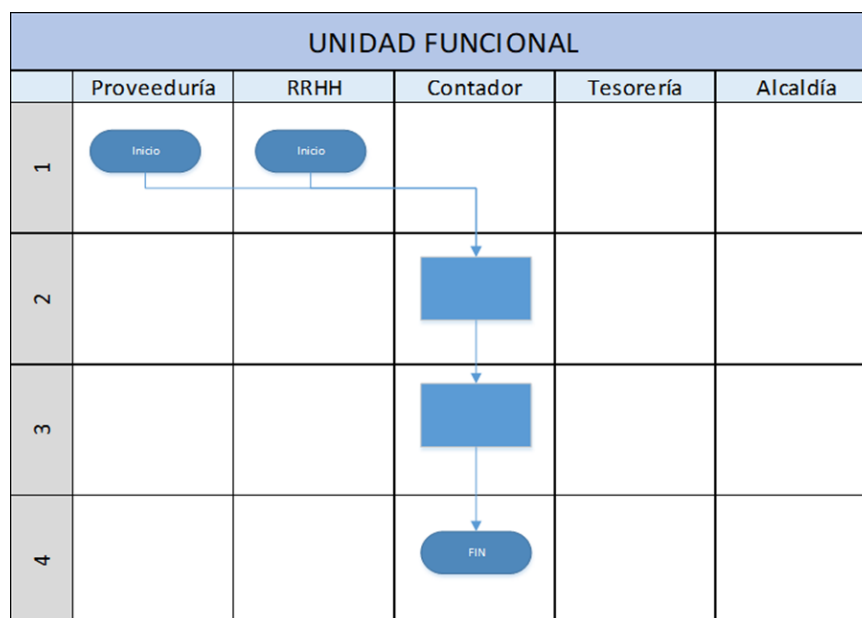 UNIDAD FUNCIONAL
Proveeduría RRHH Contador Tesorería Alcaldía
1
Inicio Inicio
2
3
4
FIN